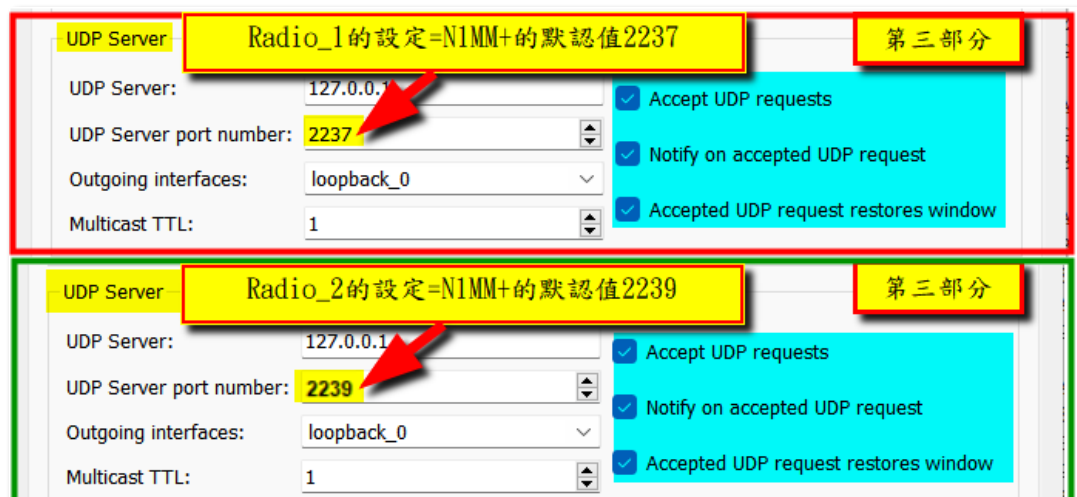 UDP Server
Radio_1的設定=N1MM+的默認值2237
第三部分
UDP Server: 127.0.0.1
Accept UDP requests
UDP Server port number: 2237
Notify on accepted UDP request
Outgoing interfaces: loopback_0
Accepted UDP request restores window
Multicast TTL: 1
UDP Server
Radio_2的設定=N1MM+的默認值2239
第三部分
UDP Server: 127.0.0.1
Accept UDP requests
UDP Server port number: 2239
Notify on accepted UDP request
Outgoing interfaces: loopback_0
Accepted UDP request restores window
Multicast TTL: 1